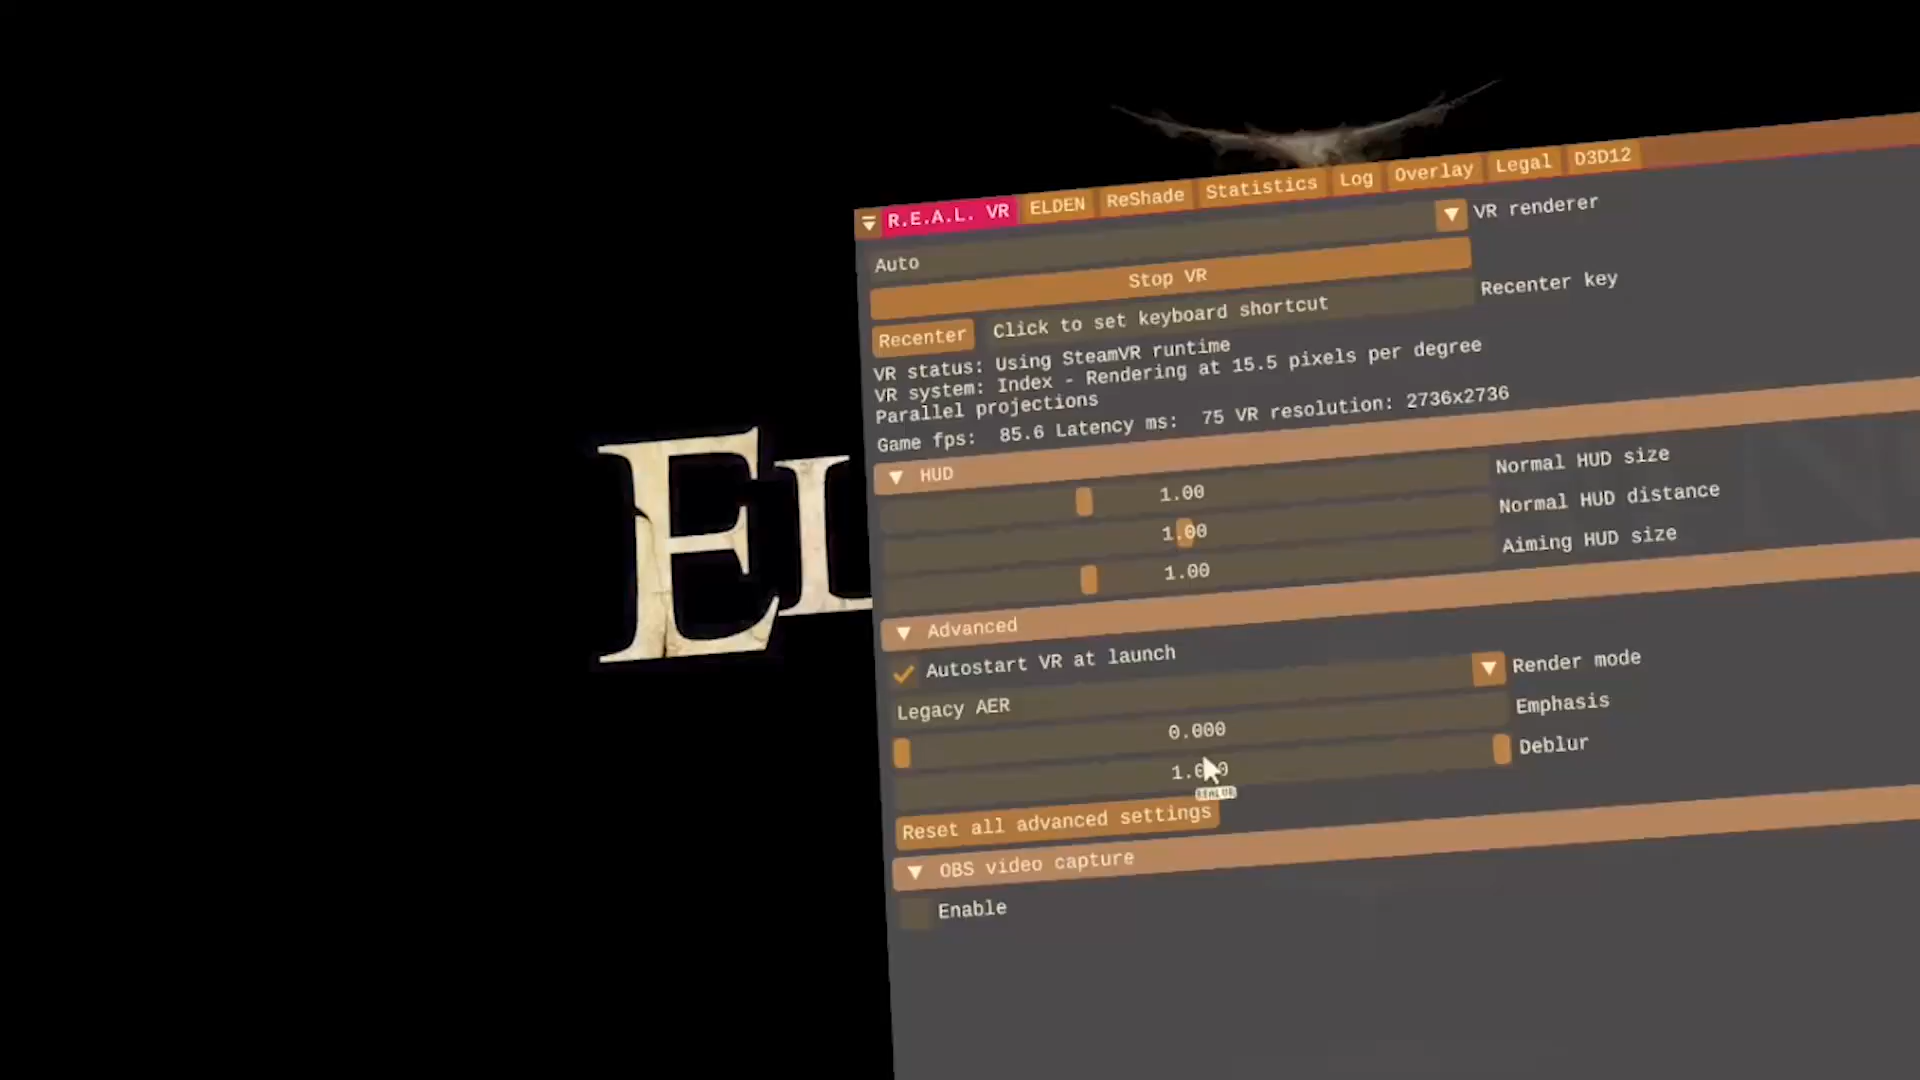 R.E.A.L. VR ELDEN ReShade Statistics Log Overlay Legal D3D12
Auto VR renderer
Stop VR
Recenter Click to set keyboard shortcut Recenter key
VR status: Using SteamVR runtime
VR system: Index - Rendering at 15.5 pixels per degree
Parallel projections
Game fps: 85.6 Latency ms: 75 VR resolution: 2736x2736
HUD
1.00 Normal HUD size
1.00 Normal HUD distance
1.00 Aiming HUD size
Advanced
Autostart VR at launch
Legacy AER Render mode
0.000 Emphasis
Deblur
Reset all advanced settings
OBS video capture
Enable